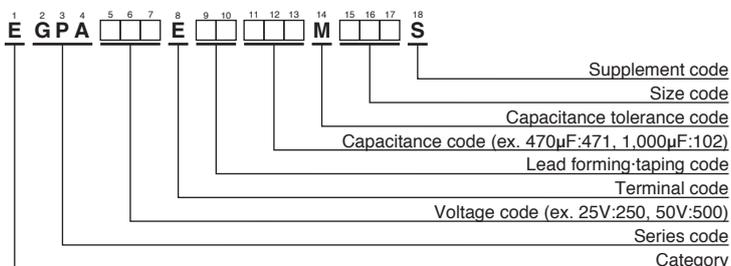 1 2 3 4 5 6 7 8 9 10 11 12 13 14 15 16 17 18
E GPA □□□ E □□ □□□ M □□□ S
Supplement code
Size code
Capacitance tolerance code
Capacitance code (ex. 470μF:471, 1,000μF:102)
Lead forming·taping code
Terminal code
Voltage code (ex. 25V:250, 50V:500)
Series code
Category